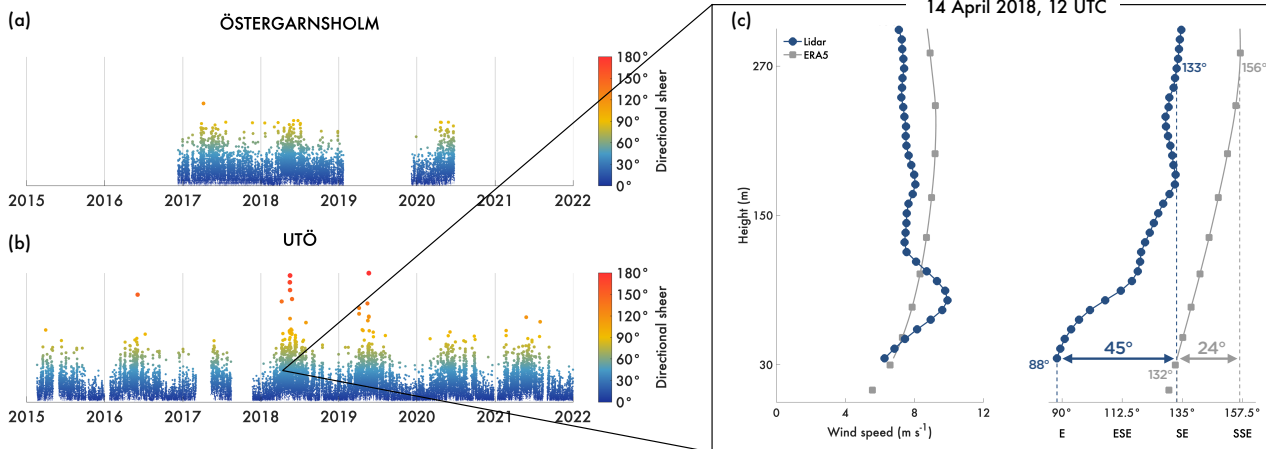 (a)
ÖSTERGARNSHOLM
180°
150°
120°
90°
60°
30°
0°
Directional sheer
2015 2016 2017 2018 2019 2020 2021 2022
(b)
UTÖ
180°
150°
120°
90°
60°
30°
0°
Directional sheer
2015 2016 2017 2018 2019 2020 2021 2022
(c)
14 April 2018, 12 UTC
Lidar
ERA5
Height (m)
270
150
30
0 4 8 12
Wind speed (m s⁻¹)
133°
156°
45°
24°
88°
132°
90° 112.5° 135° 157.5°
E ESE SE SSE